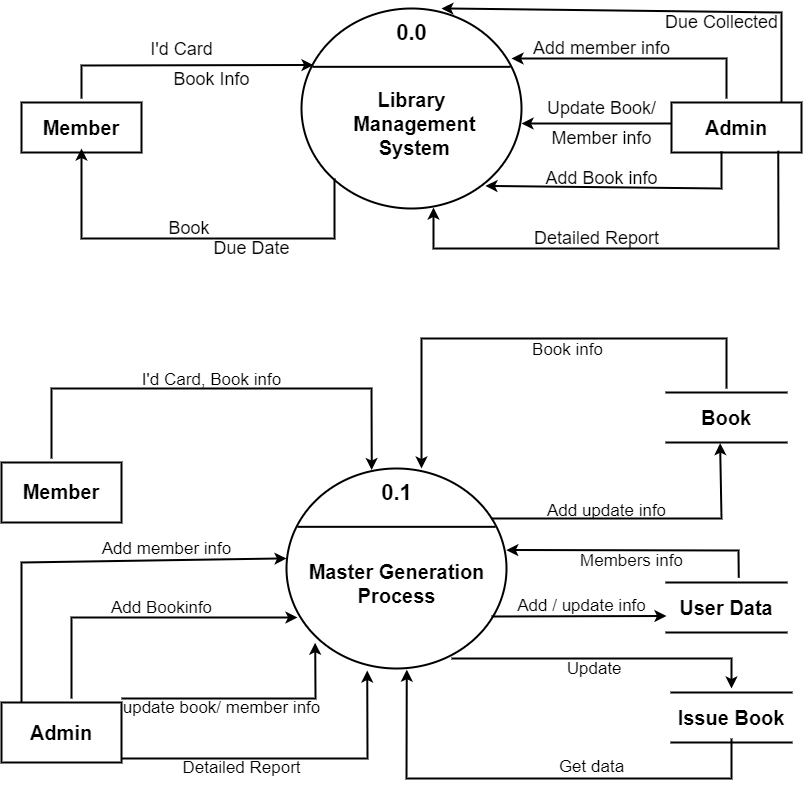 Due Collected
0.0
I'd Card
Add member info
Book Info
Library
Management
System
Update Book/
Member info
Member
Admin
Add Book info
Book
Due Date
Detailed Report
Book info
I'd Card, Book info
Book
Member
0.1
Add update info
Add member info
Members info
Master Generation
Process
Add Bookinfo
Add / update info
User Data
Update
update book/ member info
Issue Book
Admin
Detailed Report
Get data